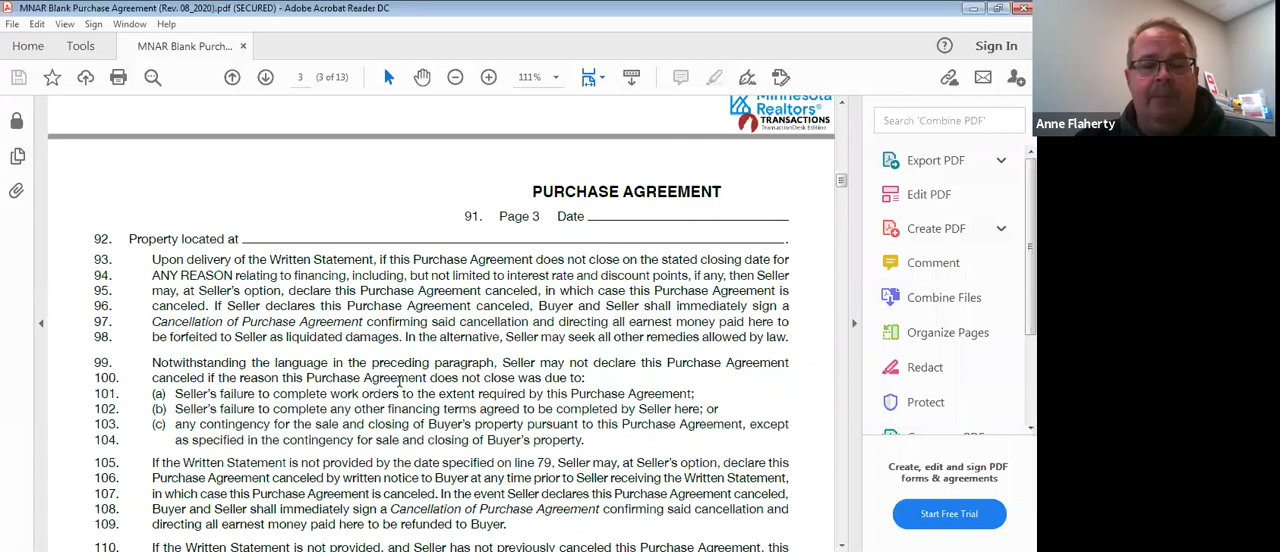 MNAR Blank Purchase Agreement (Rev. 08_2020).pdf (SECURED) - Adobe Acrobat Reader DC
File Edit View Sign Window Help
Home Tools MNAR Blank Purch... × Sign In
3 (3 of 13) 111%
Minnesota
Realtors®
TRANSACTIONS
TransactionDesk Edition
PURCHASE AGREEMENT
91. Page 3 Date
92. Property located at .
93. Upon delivery of the Written Statement, if this Purchase Agreement does not close on the stated closing date for
94. ANY REASON relating to financing, including, but not limited to interest rate and discount points, if any, then Seller
95. may, at Seller's option, declare this Purchase Agreement canceled, in which case this Purchase Agreement is
96. canceled. If Seller declares this Purchase Agreement canceled, Buyer and Seller shall immediately sign a
97. Cancellation of Purchase Agreement confirming said cancellation and directing all earnest money paid here to
98. be forfeited to Seller as liquidated damages. In the alternative, Seller may seek all other remedies allowed by law.
99. Notwithstanding the language in the preceding paragraph, Seller may not declare this Purchase Agreement
100. canceled if the reason this Purchase Agreement does not close was due to:
101. (a) Seller's failure to complete work orders to the extent required by this Purchase Agreement;
102. (b) Seller's failure to complete any other financing terms agreed to be completed by Seller here; or
103. (c) any contingency for the sale and closing of Buyer's property pursuant to this Purchase Agreement, except
104. as specified in the contingency for sale and closing of Buyer's property.
105. If the Written Statement is not provided by the date specified on line 79, Seller may, at Seller's option, declare this
106. Purchase Agreement canceled by written notice to Buyer at any time prior to Seller receiving the Written Statement,
107. in which case this Purchase Agreement is canceled. In the event Seller declares this Purchase Agreement canceled,
108. Buyer and Seller shall immediately sign a Cancellation of Purchase Agreement confirming said cancellation and
109. directing all earnest money paid here to be refunded to Buyer.
110. If the Written Statement is not provided, and Seller has not previously canceled this Purchase Agreement, this
Search 'Combine PDF'
Export PDF
Edit PDF
Create PDF
Comment
Combine Files
Organize Pages
Redact
Protect
Create, edit and sign PDF
forms & agreements
Start Free Trial
Anne Flaherty